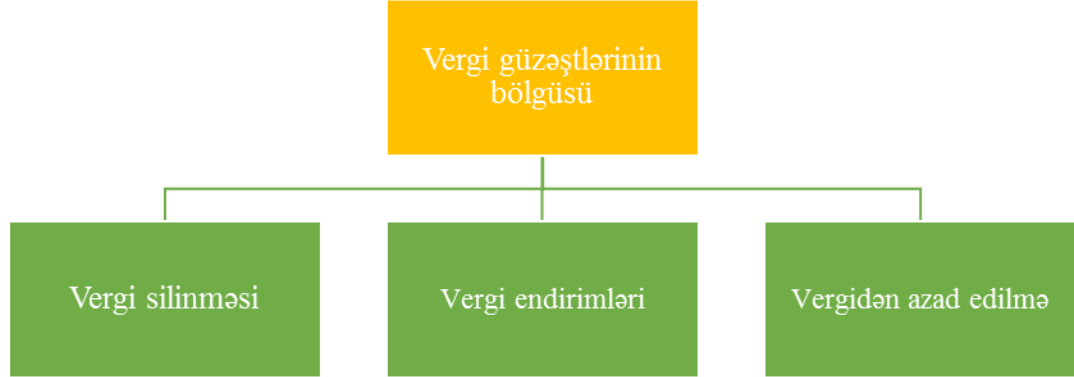 Vergi güzəştlərinin
bölgüsü
Vergi silinməsi
Vergi endirimləri
Vergidən azad edilmə